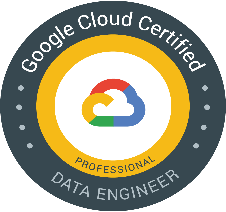 Google Cloud Certified
PROFESSIONAL
DATA ENGINEER